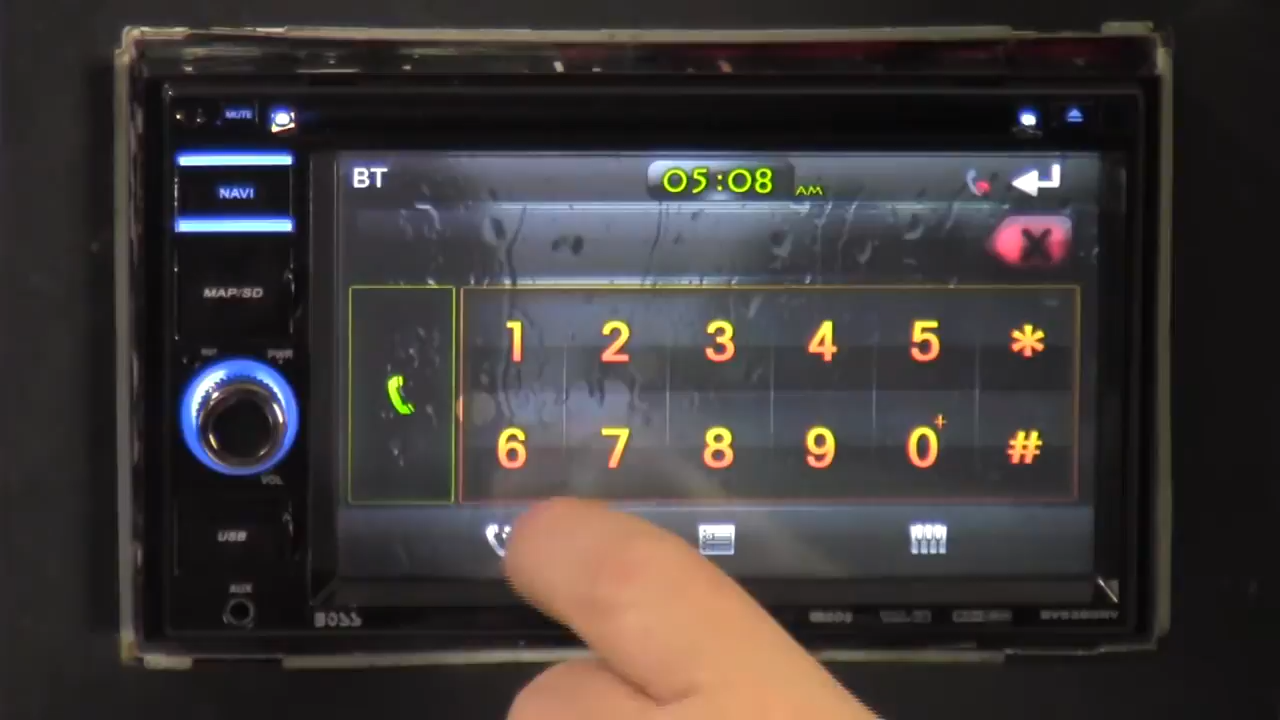 MUTE
NAVI
MAP/SD
PWR
VOL
USB
AUX
BOSS
BT
05:08 AM
1 2 3 4 5 *
6 7 8 9 0+ #